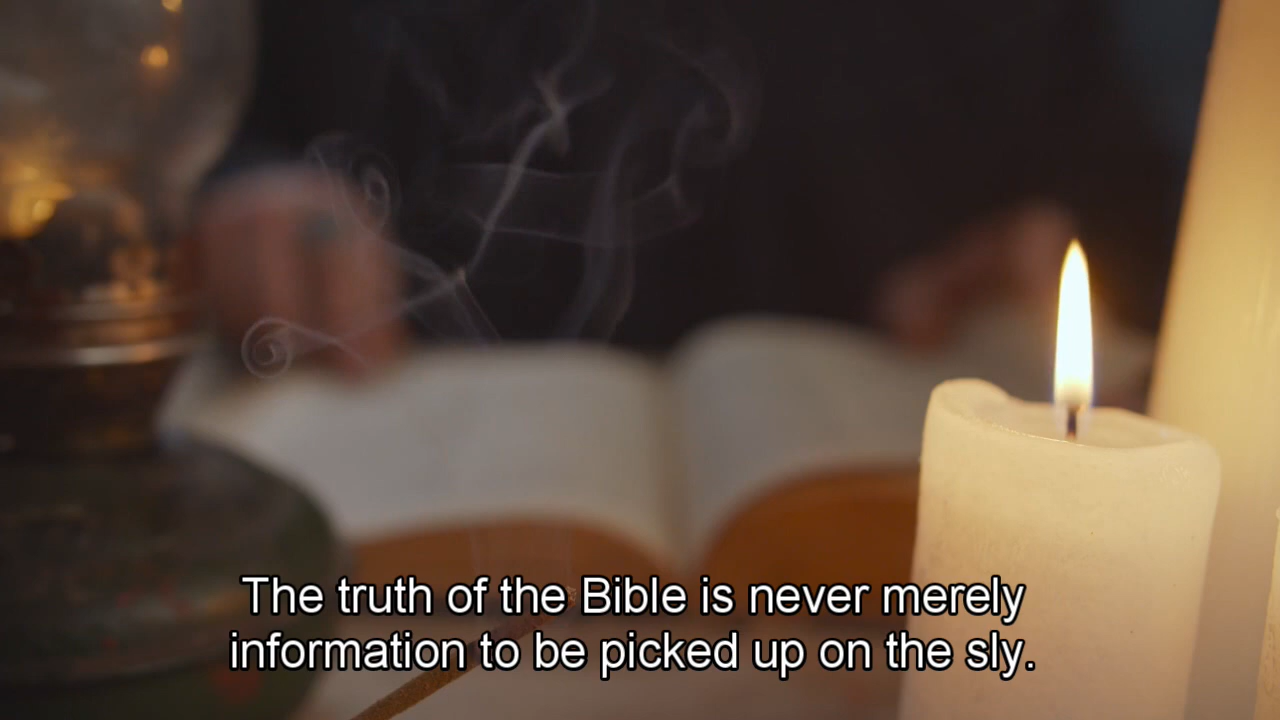 The truth of the Bible is never merely
information to be picked up on the sly.